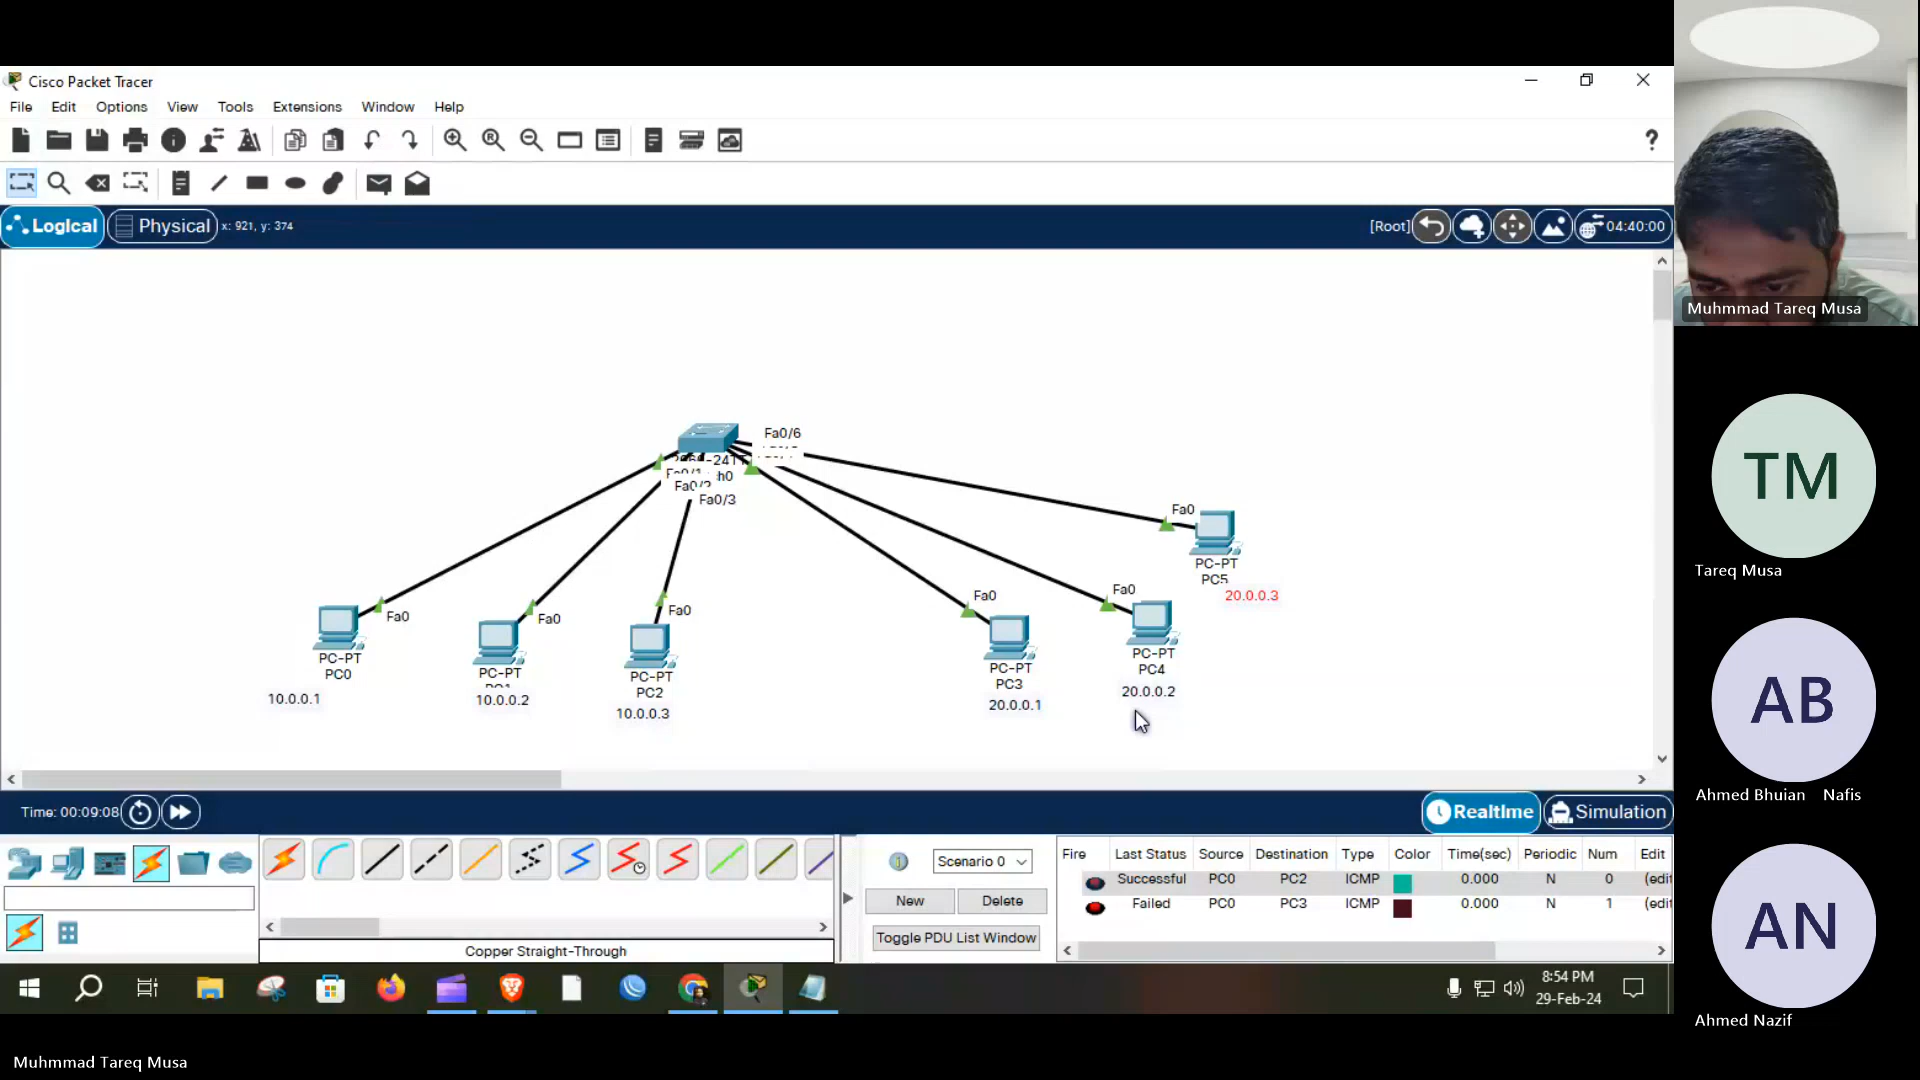 Cisco Packet Tracer
File Edit Options View Tools Extensions Window Help
Logical Physical x: 921, y: 374
[Root] 04:40:00
Fa0/6
Fa0/3
Fa0
PC-PT
PC0
10.0.0.1
Fa0
PC-PT
10.0.0.2
Fa0
PC-PT
PC2
10.0.0.3
Fa0
PC-PT
PC3
20.0.0.1
Fa0
PC-PT
PC4
20.0.0.2
Fa0
PC-PT
PC5
20.0.0.3
Time: 00:09:08
Realtime Simulation
Copper Straight-Through
Scenario 0
New Delete
Toggle PDU List Window
Fire Last Status Source Destination Type Color Time(sec) Periodic Num Edit
Successful PC0 PC2 ICMP 0.000 N 0 (edit
Failed PC0 PC3 ICMP 0.000 N 1 (edit
8:54 PM
29-Feb-24
Muhmmad Tareq Musa
TM
Tareq Musa
AB
Ahmed Bhuian Nafis
AN
Ahmed Nazif
Muhmmad Tareq Musa